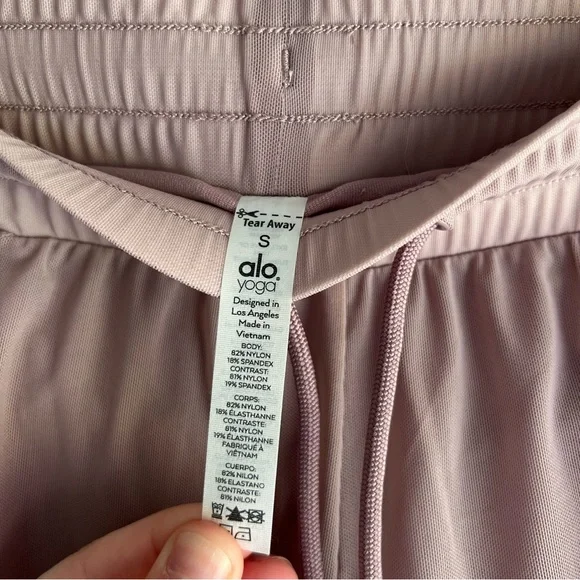 Tear Away
S
alo
yoga
Designed in
Los Angeles
Made in
Vietnam
BODY:
82% NYLON
18% SPANDEX
CONTRAST:
81% NYLON
19% SPANDEX
CORPS:
82% NYLON
18% ÉLASTHANNE
CONTRASTE:
81% NYLON
19% ÉLASTHANNE
FABRIQUÉ À
VIÊTNAM
CUERPO:
82% NILON
18% ELASTANO
CONTRASTE:
81% NILON